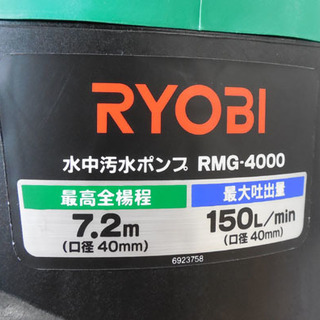 RYOBI
水中汚水ポンプ RMG-4000
最高全揚程 最大吐出量
7.2m 150L/min
(口径 40mm) (口径 40mm)
6923758